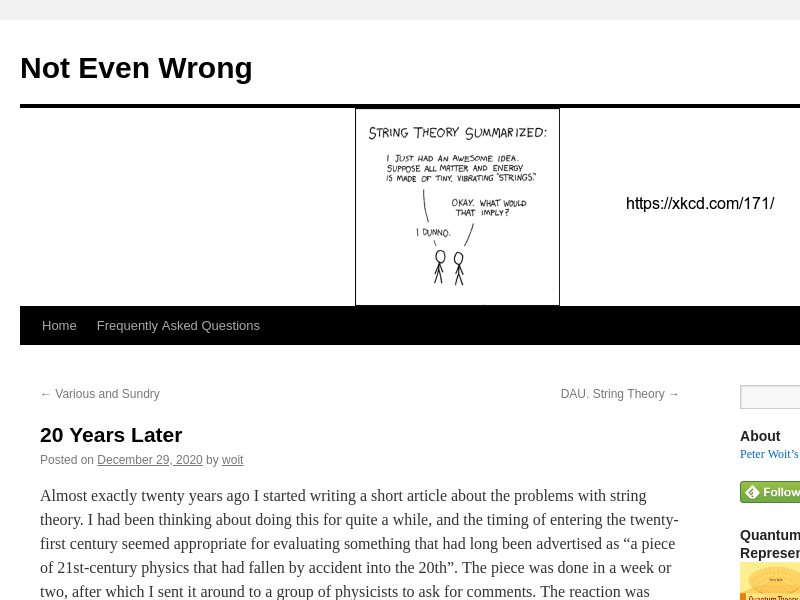 Not Even Wrong
STRING THEORY SUMMARIZED:
I JUST HAD AN AWESOME IDEA.
SUPPOSE ALL MATTER AND ENERGY
IS MADE OF TINY, VIBRATING "STRINGS."
OKAY. WHAT WOULD
THAT IMPLY?
I DUNNO.
https://xkcd.com/171/
Home Frequently Asked Questions
← Various and Sundry DAU. String Theory →
20 Years Later
Posted on December 29, 2020 by woit
Almost exactly twenty years ago I started writing a short article about the problems with string
theory. I had been thinking about doing this for quite a while, and the timing of entering the twenty-
first century seemed appropriate for evaluating something that had long been advertised as “a piece
of 21st-century physics that had fallen by accident into the 20th”. The piece was done in a week or
two, after which I sent it around to a group of physicists to ask for comments. The reaction was
About
Peter Woit’s
Follow
Quantum
Represen
Quantum Theory